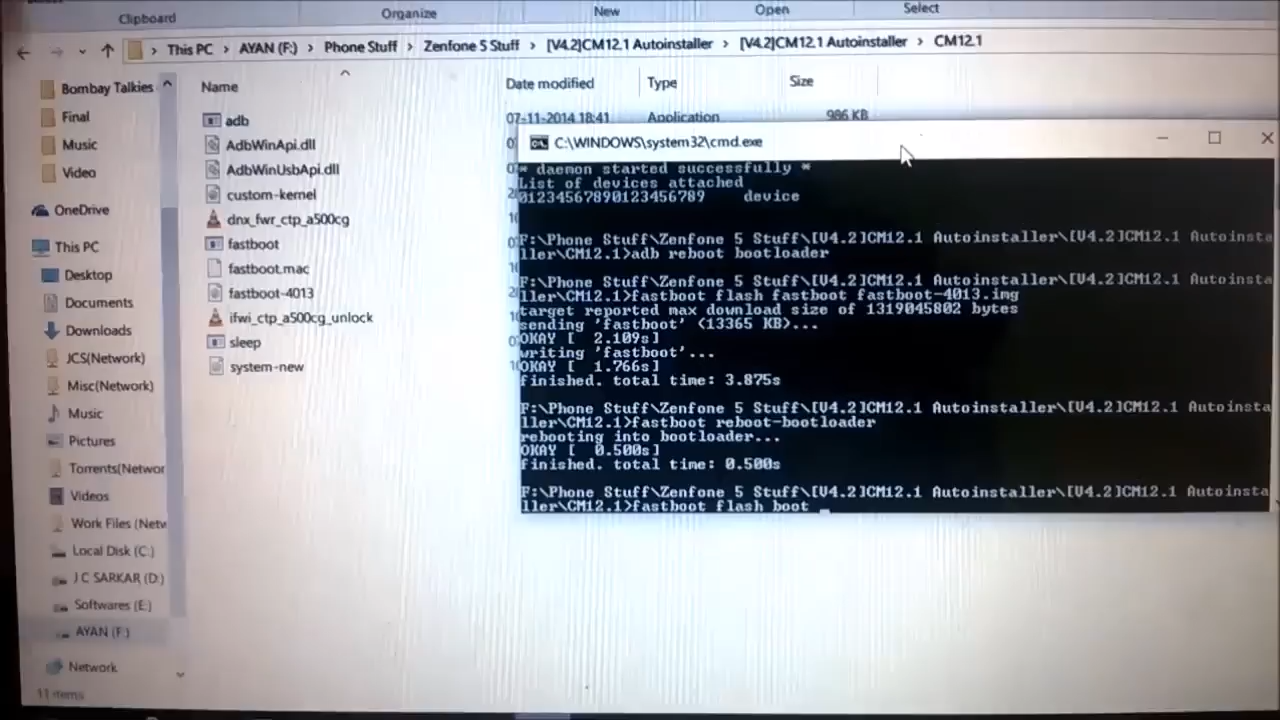 Clipboard
Organize
New
Open
Select
This PC > AYAN (F:) > Phone Stuff > Zenfone 5 Stuff > [V4.2]CM12.1 Autoinstaller > [V4.2]CM12.1 Autoinstaller > CM12.1
Name
Date modified
Type
Size
Bombay Talkies
Final
Music
Video
OneDrive
This PC
Desktop
Documents
Downloads
JCS(Network)
Misc(Network)
Music
Pictures
Torrents(Networ
Videos
Work Files (Netw
Local Disk (C:)
J C SARKAR (D:)
Softwares (E:)
AYAN (F:)
Network
11 items
adb
07-11-2014 18:41
Application
986 KB
AdbWinApi.dll
AdbWinUsbApi.dll
custom-kernel
dnx_fwr_ctp_a500cg
fastboot
fastboot.mac
fastboot-4013
ifwi_ctp_a500cg_unlock
sleep
system-new
C:\WINDOWS\system32\cmd.exe
* daemon started successfully *
List of devices attached
01234567890123456789 device
F:\Phone Stuff\Zenfone 5 Stuff\[V4.2]CM12.1 Autoinstaller\[V4.2]CM12.1 Autoinsta
ller\CM12.1>adb reboot bootloader
F:\Phone Stuff\Zenfone 5 Stuff\[V4.2]CM12.1 Autoinstaller\[V4.2]CM12.1 Autoinsta
ller\CM12.1>fastboot flash fastboot fastboot-4013.img
target reported max download size of 1319045802 bytes
sending 'fastboot' (13365 KB)...
OKAY [ 2.109s]
writing 'fastboot'...
OKAY [ 1.766s]
finished. total time: 3.875s
F:\Phone Stuff\Zenfone 5 Stuff\[V4.2]CM12.1 Autoinstaller\[V4.2]CM12.1 Autoinsta
ller\CM12.1>fastboot reboot-bootloader
rebooting into bootloader...
OKAY [ 0.500s]
finished. total time: 0.500s
F:\Phone Stuff\Zenfone 5 Stuff\[V4.2]CM12.1 Autoinstaller\[V4.2]CM12.1 Autoinsta
ller\CM12.1>fastboot flash boot _